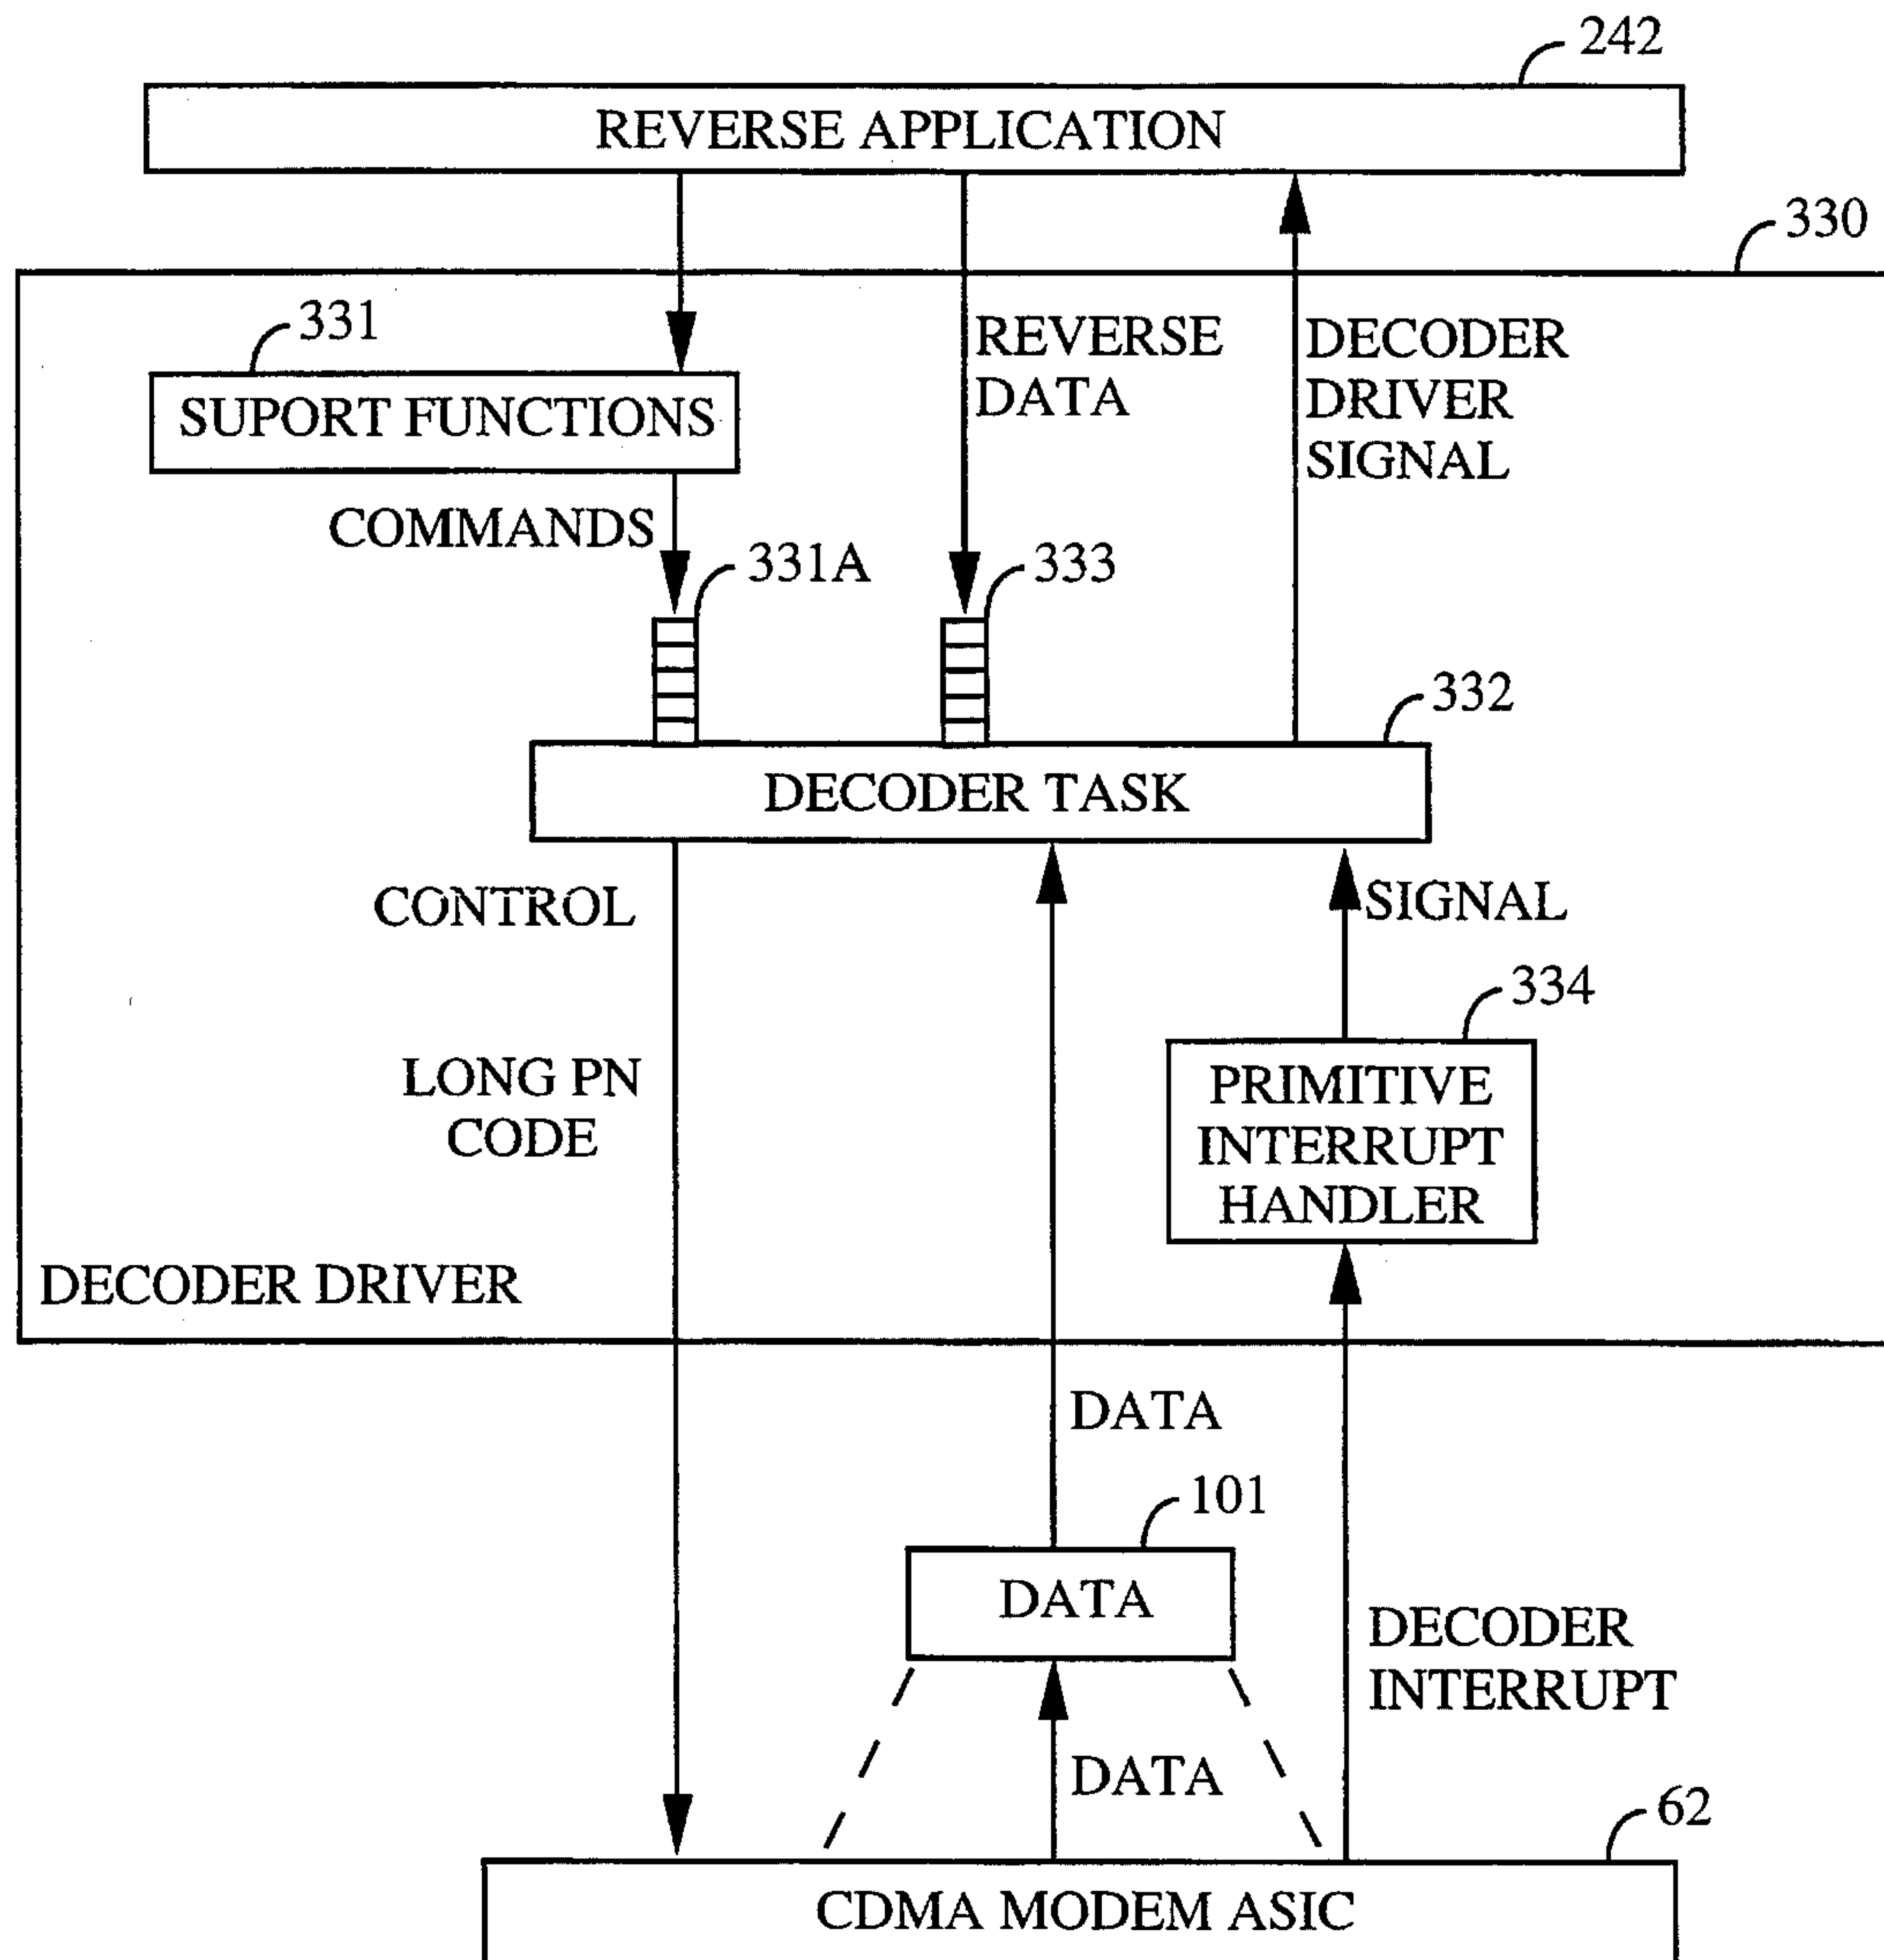 242
REVERSE APPLICATION
330
331
SUPORT FUNCTIONS
REVERSE
DATA
DECODER
DRIVER
SIGNAL
COMMANDS
331A
333
332
DECODER TASK
CONTROL
SIGNAL
334
LONG PN
CODE
PRIMITIVE
INTERRUPT
HANDLER
DECODER DRIVER
DATA
101
DATA
DECODER
INTERRUPT
DATA
62
CDMA MODEM ASIC